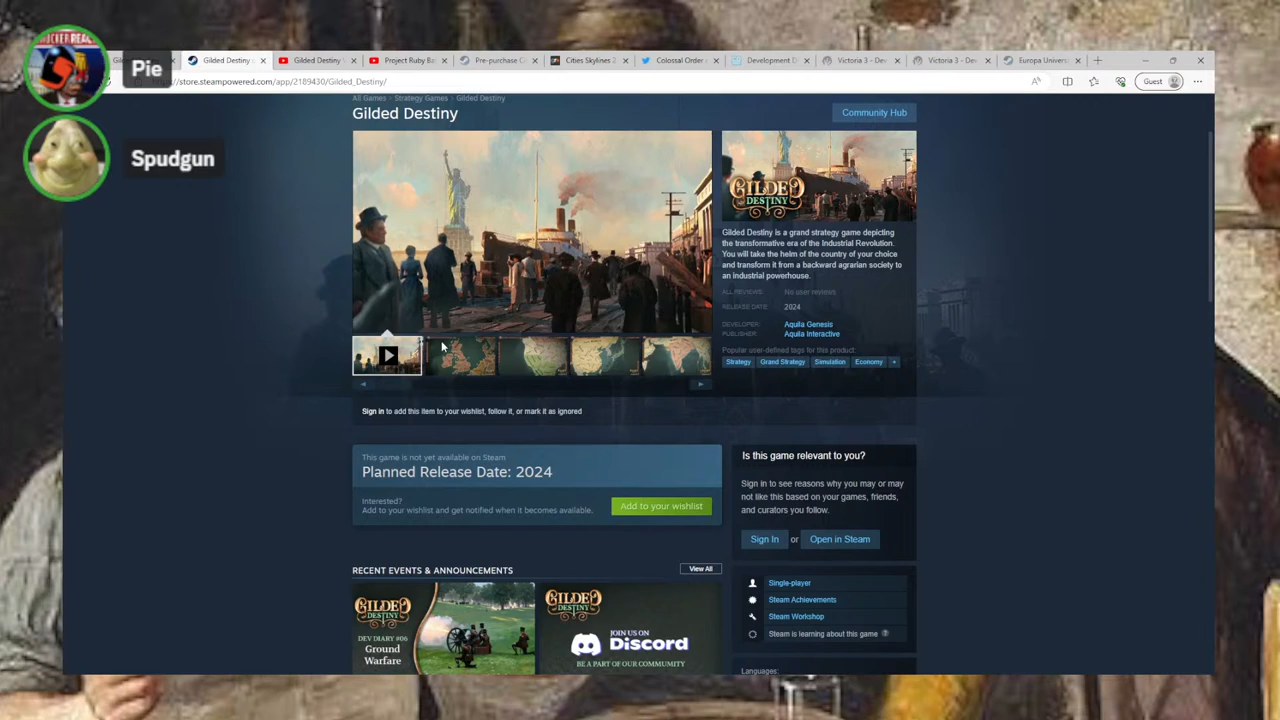 Pie
Spudgun
Gilded Destiny
Gilded Destiny V
Project Ruby Ba
Pre-purchase C
Cities Skylines 2
Colossal Order
Development D
Victoria 3 - Dev
Victoria 3 - Dev
Europa Univers
store.steampowered.com/app/2189430/Gilded_Destiny/
Guest
All Games > Strategy Games > Gilded Destiny
Gilded Destiny
Community Hub
GILDED
DESTINY
Gilded Destiny is a grand strategy game depicting
the transformative era of the Industrial Revolution.
You will take the helm of the country of your choice
and transform it from a backward agrarian society to
an industrial powerhouse.
ALL REVIEWS: No user reviews
RELEASE DATE: 2024
DEVELOPER: Aquila Genesis
PUBLISHER: Aquila Interactive
Popular user-defined tags for this product:
Strategy Grand Strategy Simulation Economy +
Sign in to add this item to your wishlist, follow it, or mark it as ignored
This game is not yet available on Steam
Planned Release Date: 2024
Interested?
Add to your wishlist and get notified when it becomes available.
Add to your wishlist
Is this game relevant to you?
Sign in to see reasons why you may or may
not like this based on your games, friends,
and curators you follow.
Sign In or Open in Steam
RECENT EVENTS & ANNOUNCEMENTS
View All
GILDED
DESTINY
DEV DIARY #06
Ground
Warfare
GILDED
DESTINY
JOIN US ON
Discord
BE A PART OF OUR COMMUNITY
Single-player
Steam Achievements
Steam Workshop
Steam is learning about this game ?
Languages: